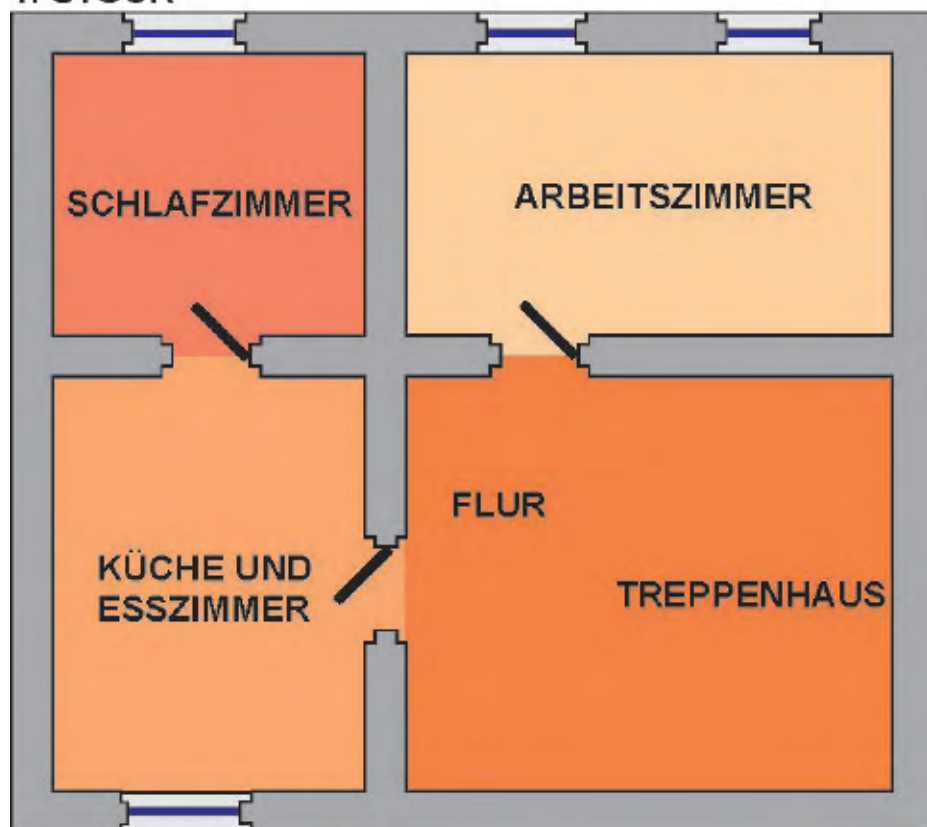 SCHLAFZIMMER
ARBEITSZIMMER
FLUR
KÜCHE UND
ESSZIMMER
TREPPENHAUS